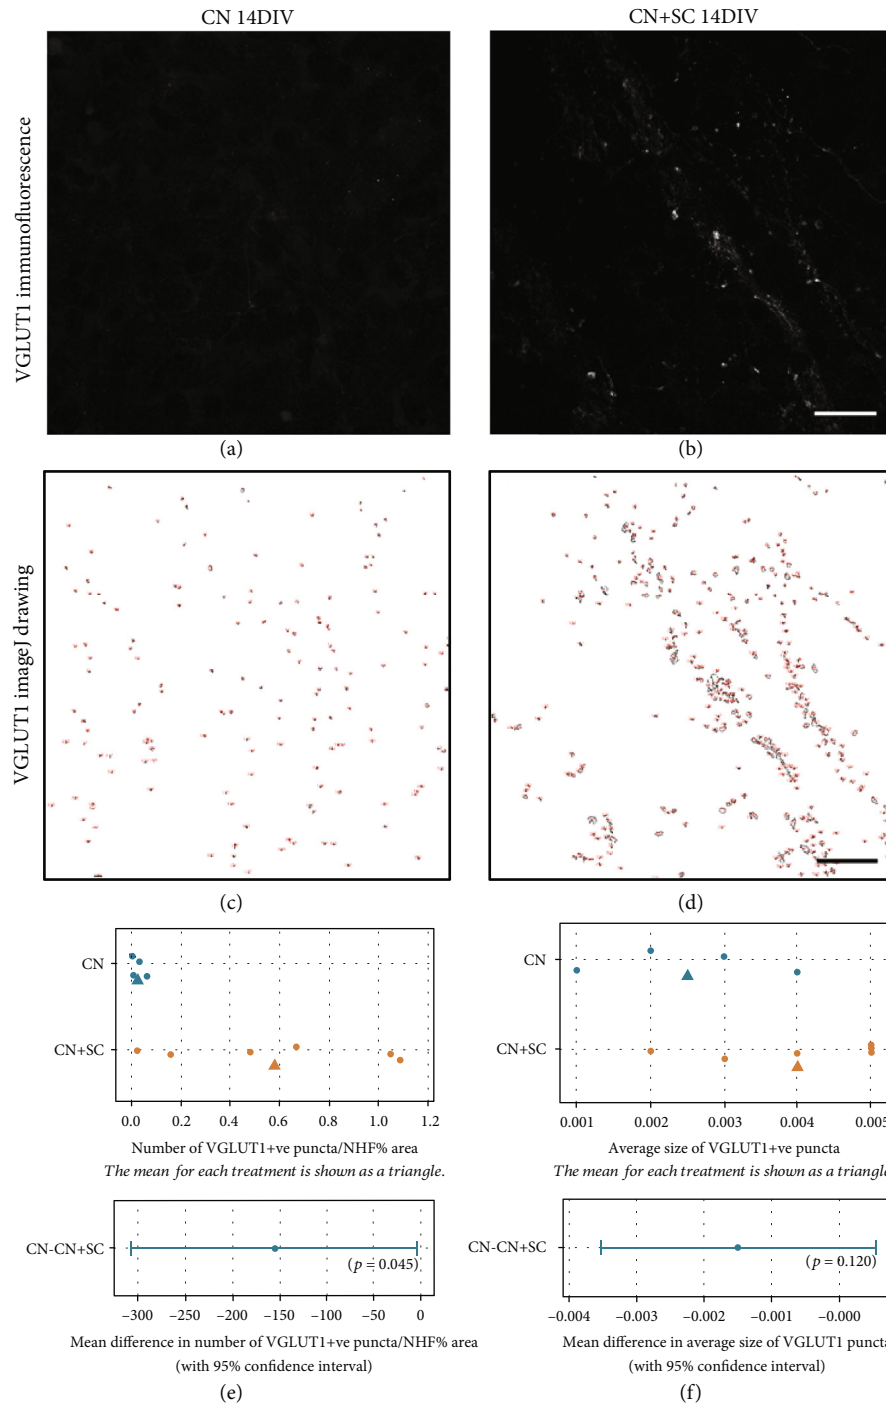 CN 14DIV
CN+SC 14DIV
VGLUT1 immunofluorescence
(a)
(b)
VGLUT1 imageJ drawing
(c)
(d)
CN
CN+SC
0.0 0.2 0.4 0.6 0.8 1.0 1.2
Number of VGLUT1+ve puncta/NHF% area
The mean for each treatment is shown as a triangle.
CN
CN+SC
0.001 0.002 0.003 0.004 0.005
Average size of VGLUT1+ve puncta
The mean for each treatment is shown as a triangle
CN-CN+SC
(p = 0.045)
–300 –250 –200 –150 –100 –50 0
Mean difference in number of VGLUT1+ve puncta/NHF% area
(with 95% confidence interval)
(e)
CN-CN+SC
(p = 0.120)
–0.004 –0.003 –0.002 –0.001 –0.000
Mean difference in average size of VGLUT1 puncta
(with 95% confidence interval)
(f)